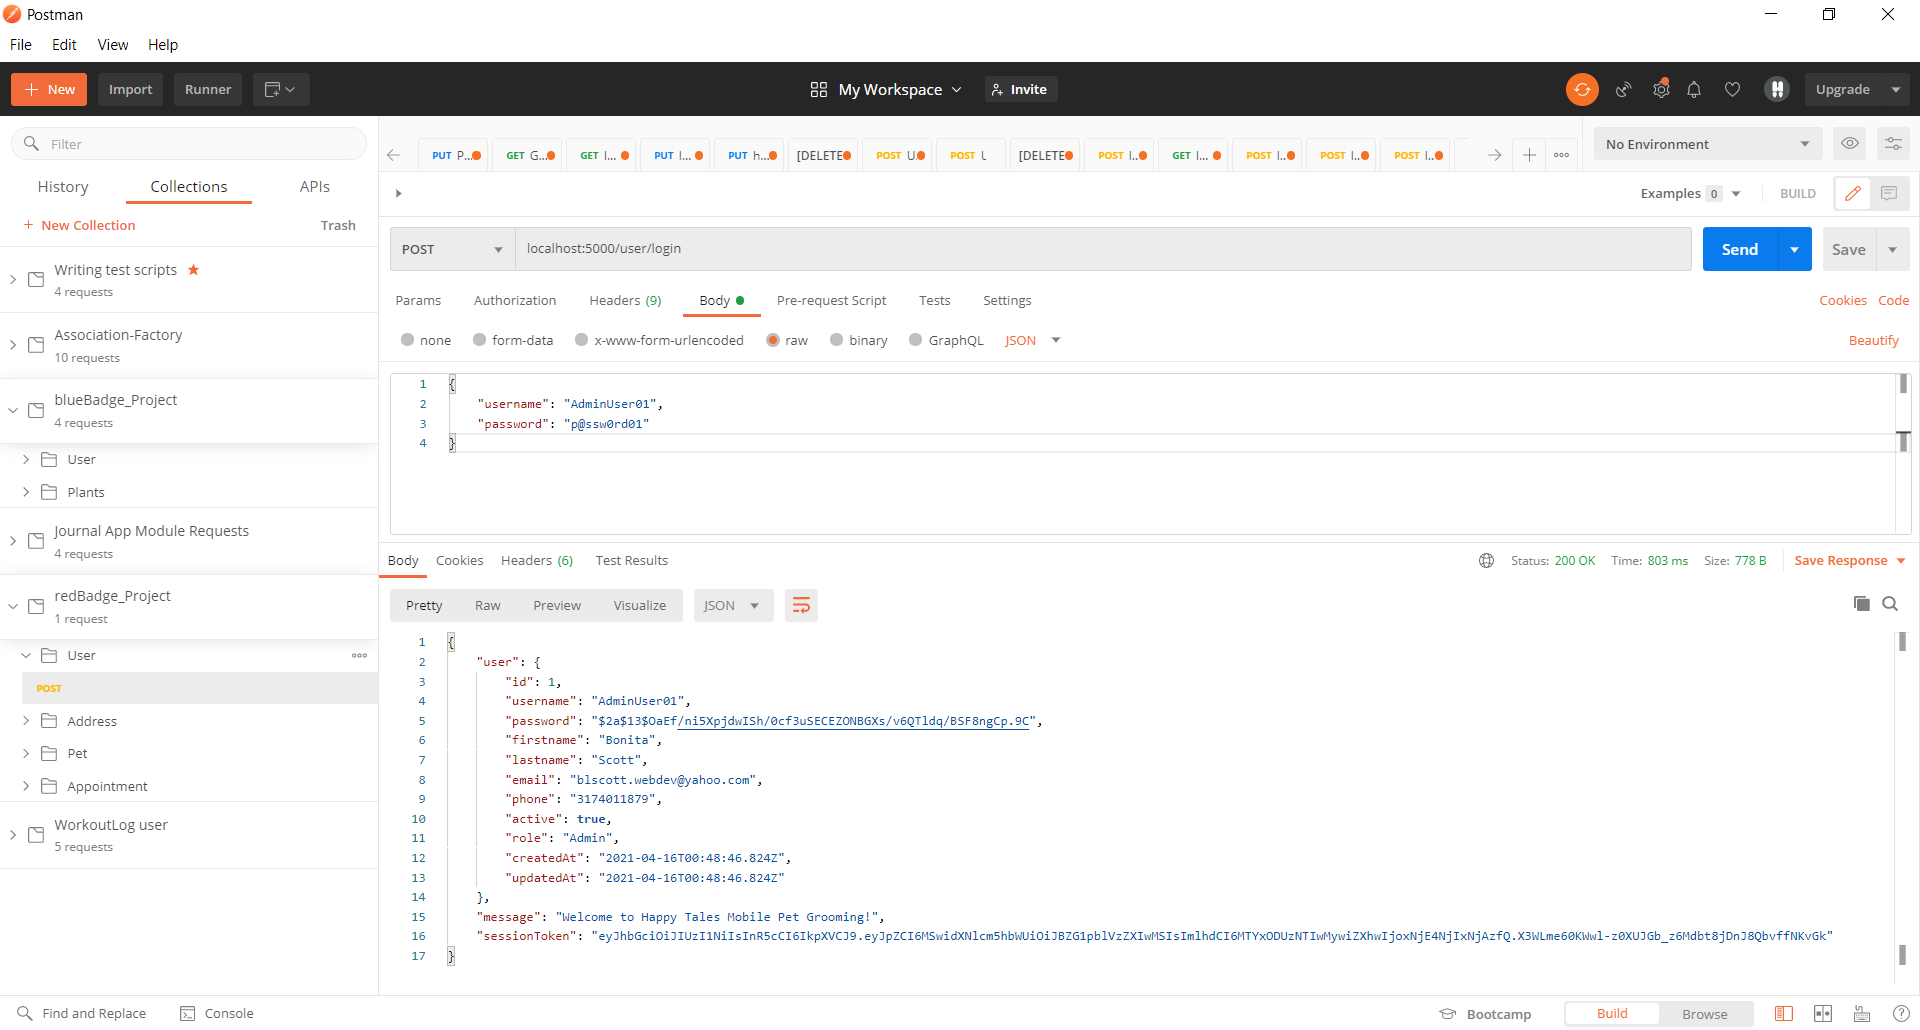 Postman
File Edit View Help
New Import Runner My Workspace Invite Upgrade
Filter
History Collections APIs
+ New Collection Trash
Writing test scripts
4 requests
Association-Factory
10 requests
blueBadge_Project
4 requests
User
Plants
Journal App Module Requests
4 requests
redBadge_Project
1 request
User
POST
Address
Pet
Appointment
WorkoutLog user
5 requests
PUT P... GET G... GET l... PUT l... PUT h... [DELETE POST U POST U [DELETE POST l.. GET l... POST l.. POST l.. POST l..
No Environment
Examples 0 BUILD
POST localhost:5000/user/login Send Save
Params Authorization Headers (9) Body Pre-request Script Tests Settings Cookies Code
none form-data x-www-form-urlencoded raw binary GraphQL JSON Beautify
1 {
2 "username": "AdminUser01",
3 "password": "p@ssw0rd01"
4 }
Body Cookies Headers (6) Test Results Status: 200 OK Time: 803 ms Size: 778 B Save Response
Pretty Raw Preview Visualize JSON
1 {
2 "user": {
3 "id": 1,
4 "username": "AdminUser01",
5 "password": "$2a$13$OaEf/ni5XpjdwISh/0cf3uSECEZONBGXs/v6QTldq/BSF8ngCp.9C",
6 "firstname": "Bonita",
7 "lastname": "Scott",
8 "email": "blscott.webdev@yahoo.com",
9 "phone": "3174011879",
10 "active": true,
11 "role": "Admin",
12 "createdAt": "2021-04-16T00:48:46.824Z",
13 "updatedAt": "2021-04-16T00:48:46.824Z"
14 },
15 "message": "Welcome to Happy Tales Mobile Pet Grooming!",
16 "sessionToken": "eyJhbGciOiJIUzI1NiIsInR5cCI6IkpXVCJ9.eyJpZCI6MSwidXNlcm5hbWUiOiJBZG1pblVzZXIwMSIsImlhdCI6MTYxODUzNTIwMywiZXhwIjoxNjE4NjIxNjAzfQ.X3WLme60KWwl-z0XUJGb_z6Mdbt8jDnJ8QbvffNKvGk"
17 }
Find and Replace Console Bootcamp Build Browse